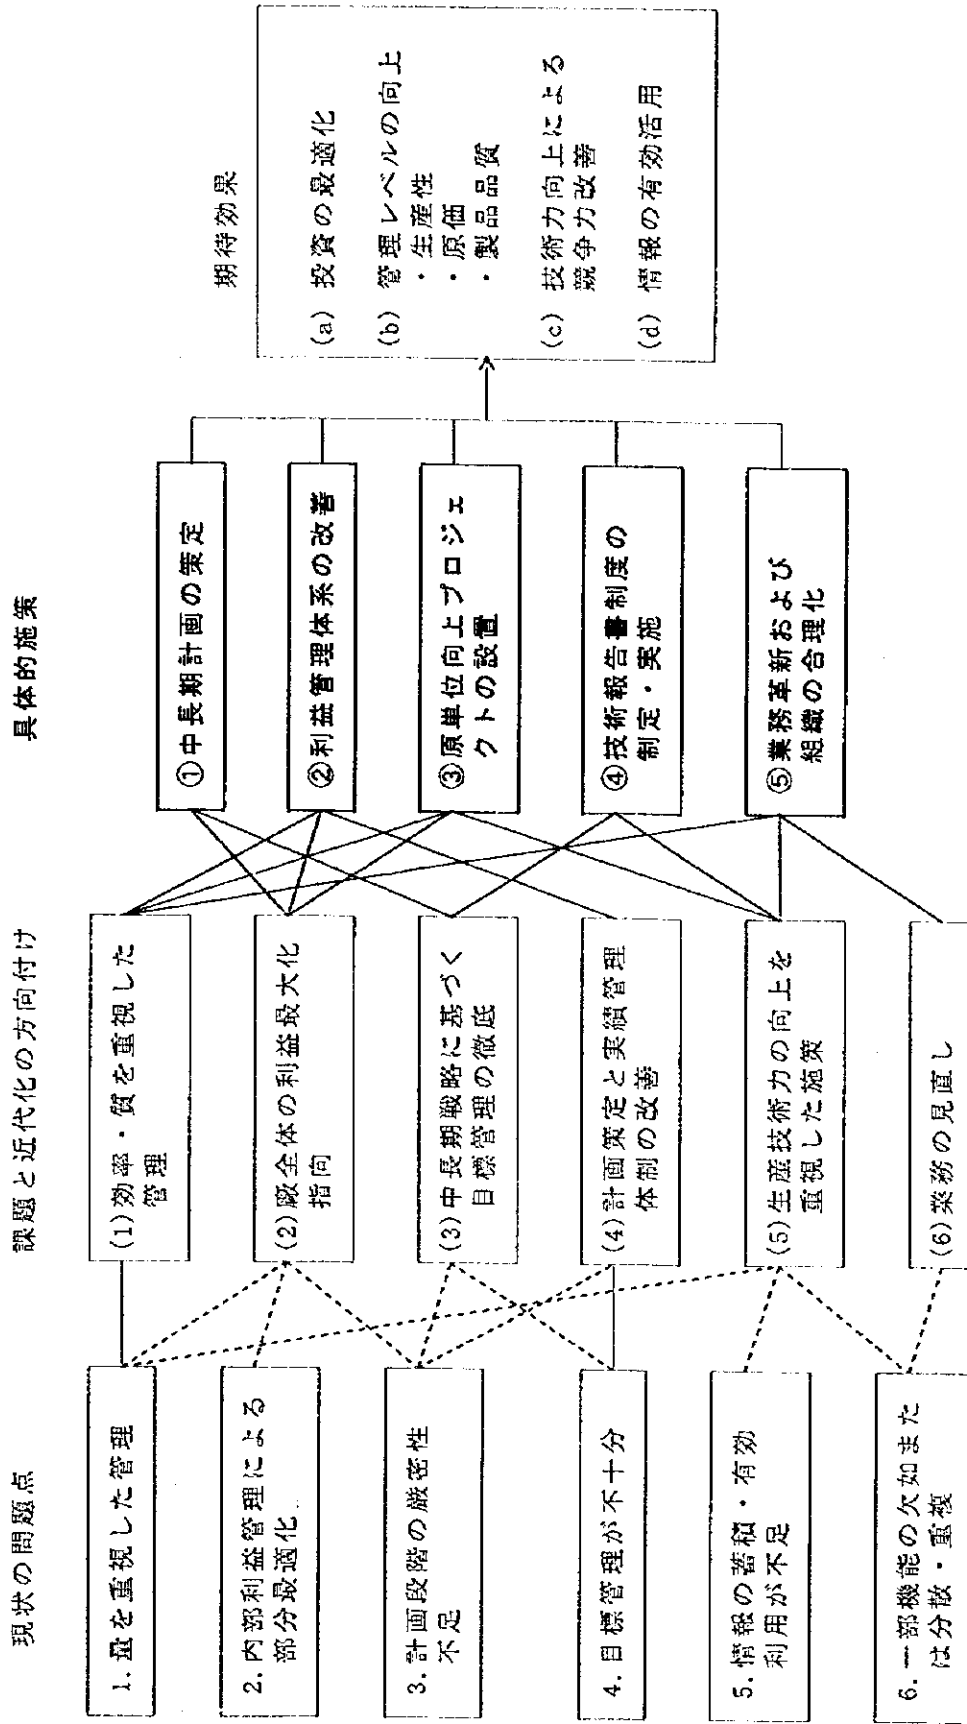 現状の問題点
1.量を重視した管理
2.内部利益管理による
部分最適化
3.計画段階の厳密性
不足
4.目標管理が不十分
5.情報の蓄積・有効
利用が不足
6.一部機能の欠如また
は分散・重複
課題と近代化の方向付け
(1)効率・質を重視した
管理
(2)廠全体の利益最大化
指向
(3)中長期戦略に基づく
目標管理の徹底
(4)計画策定と実績管理
体制の改善
(5)生産技術力の向上を
重視した施策
(6)業務の見直し
具体的施策
①中長期計画の策定
②利益管理体系の改善
③原単位向上プロジェ
クトの設置
④技術報告書制度の
制定・実施
⑤業務革新および
組織の合理化
期待効果
(a) 投資の最適化
(b) 管理レベルの向上
・生産性
・原価
・製品品質
(c) 技術力向上による
競争力改善
(d) 情報の有効活用